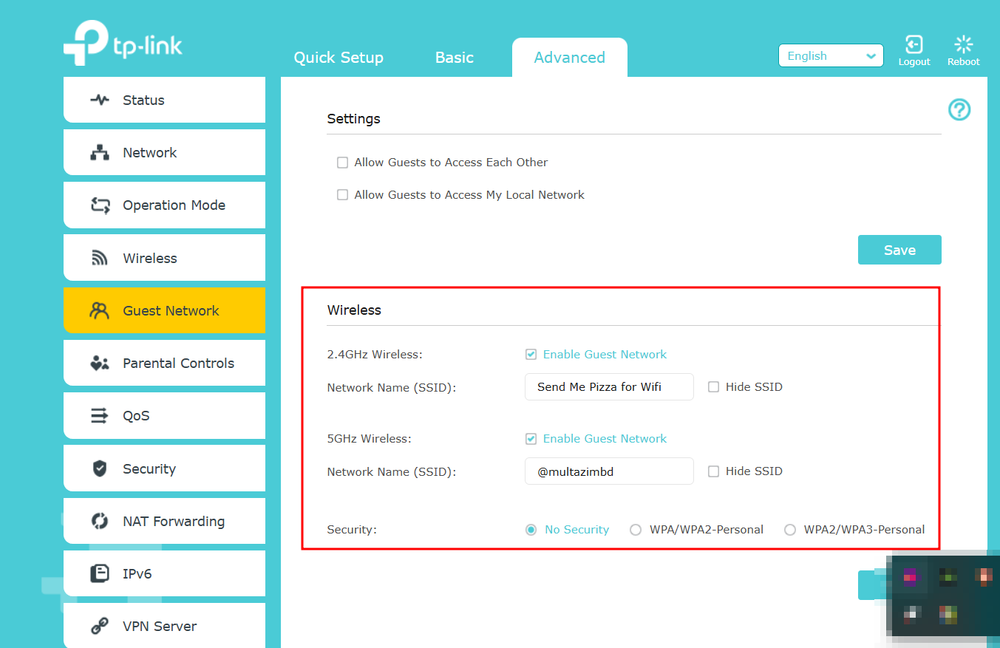 tp-link
Quick Setup
Basic
Advanced
English
Logout
Reboot
Status
Network
Operation Mode
Wireless
Guest Network
Parental Controls
QoS
Security
NAT Forwarding
IPv6
VPN Server
Settings
Allow Guests to Access Each Other
Allow Guests to Access My Local Network
Save
Wireless
2.4GHz Wireless: Enable Guest Network
Network Name (SSID): Send Me Pizza for Wifi Hide SSID
5GHz Wireless: Enable Guest Network
Network Name (SSID): @multazimbd Hide SSID
Security: No Security WPA/WPA2-Personal WPA2/WPA3-Personal